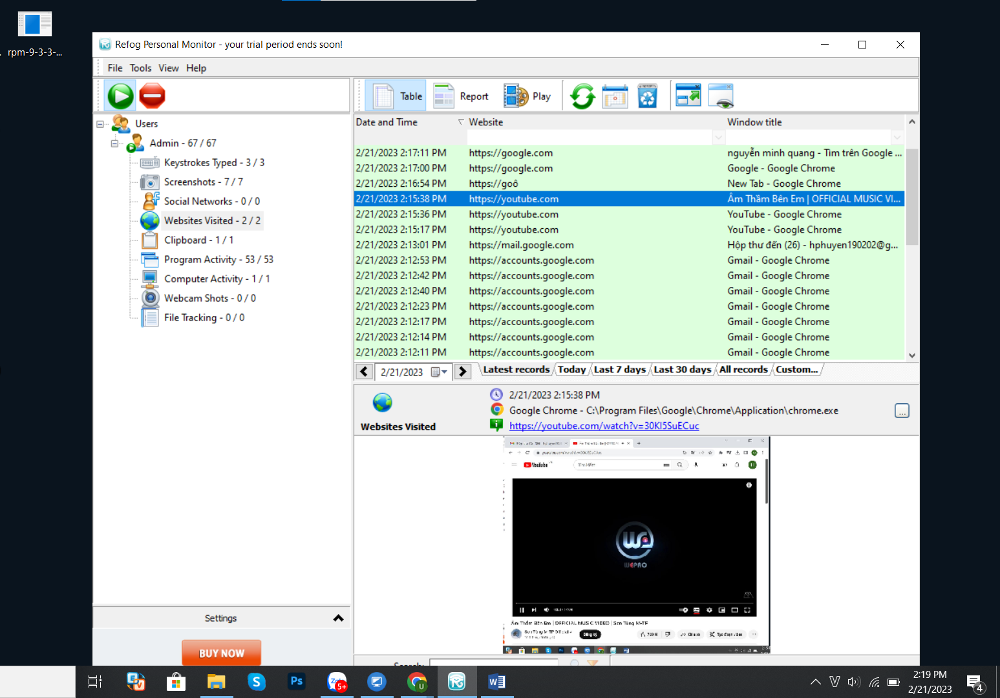 rpm-9-3-3-...
Refog Personal Monitor - your trial period ends soon!
File Tools View Help
Table Report Play
Users
Admin - 67 / 67
Keystrokes Typed - 3 / 3
Screenshots - 7 / 7
Social Networks - 0 / 0
Websites Visited - 2 / 2
Clipboard - 1 / 1
Program Activity - 53 / 53
Computer Activity - 1 / 1
Webcam Shots - 0 / 0
File Tracking - 0 / 0
Settings
BUY NOW
Date and Time Website Window title
2/21/2023 2:17:11 PM https://google.com nguyễn minh quang - Tìm trên Google ...
2/21/2023 2:17:00 PM https://google.com Google - Google Chrome
2/21/2023 2:16:54 PM https://goô New Tab - Google Chrome
2/21/2023 2:15:38 PM https://youtube.com Âm Thầm Bên Em | OFFICIAL MUSIC VI...
2/21/2023 2:15:36 PM https://youtube.com YouTube - Google Chrome
2/21/2023 2:15:17 PM https://youtube.com YouTube - Google Chrome
2/21/2023 2:13:01 PM https://mail.google.com Hộp thư đến (26) - hphuyen190202@g...
2/21/2023 2:12:53 PM https://accounts.google.com Gmail - Google Chrome
2/21/2023 2:12:42 PM https://accounts.google.com Gmail - Google Chrome
2/21/2023 2:12:40 PM https://accounts.google.com Gmail - Google Chrome
2/21/2023 2:12:23 PM https://accounts.google.com Gmail - Google Chrome
2/21/2023 2:12:17 PM https://accounts.google.com Gmail - Google Chrome
2/21/2023 2:12:14 PM https://accounts.google.com Gmail - Google Chrome
2/21/2023 2:12:11 PM https://accounts.google.com Gmail - Google Chrome
2/21/2023 Latest records Today Last 7 days Last 30 days All records Custom...
Websites Visited
2/21/2023 2:15:38 PM
Google Chrome - C:\Program Files\Google\Chrome\Application\chrome.exe
...
https://youtube.com/watch?v=30KI5SuECuc
YouTube
Tìm kiếm
WEPRO
Âm Thầm Bên Em | OFFICIAL MUSIC VIDEO | Sơn Tùng M-TP
Đăng ký
Search:
Ps
5+
U
W
V
2:19 PM
2/21/2023
4